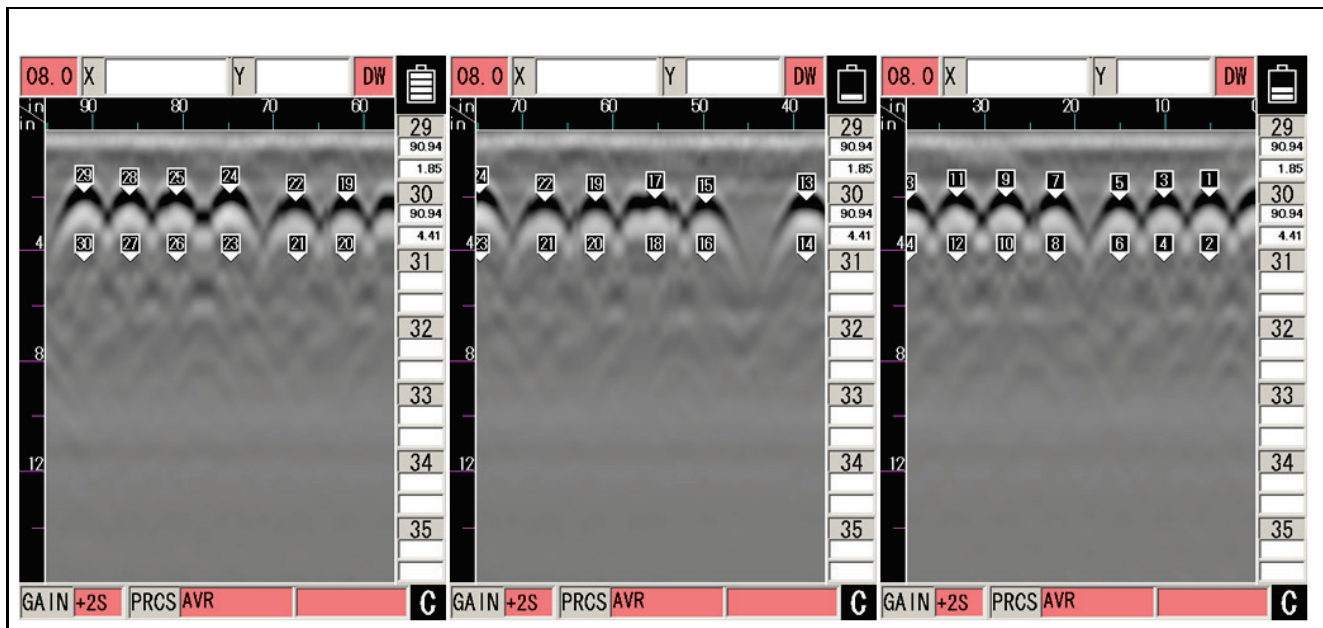 08. 0 X Y DW
in 90 80 70 60
in
29
90.94
1.85
29 28 25 24 22 19
30
90.94
4.41
4 30 27 26 23 21 20
31
32
8
33
12
34
35
GAIN +2S PRCS AVR C
08. 0 X Y DW
in 70 60 50 40
in
29
90.94
1.85
24 22 19 17 15 13
30
90.94
4.41
4 23 21 20 18 16 14
31
32
8
33
12
34
35
GAIN +2S PRCS AVR C
08. 0 X Y DW
in 30 20 10 0
in
29
90.94
1.85
3 11 9 7 5 3 1
30
90.94
4.41
4 4 12 10 8 6 4 2
31
32
8
33
12
34
35
GAIN +2S PRCS AVR C